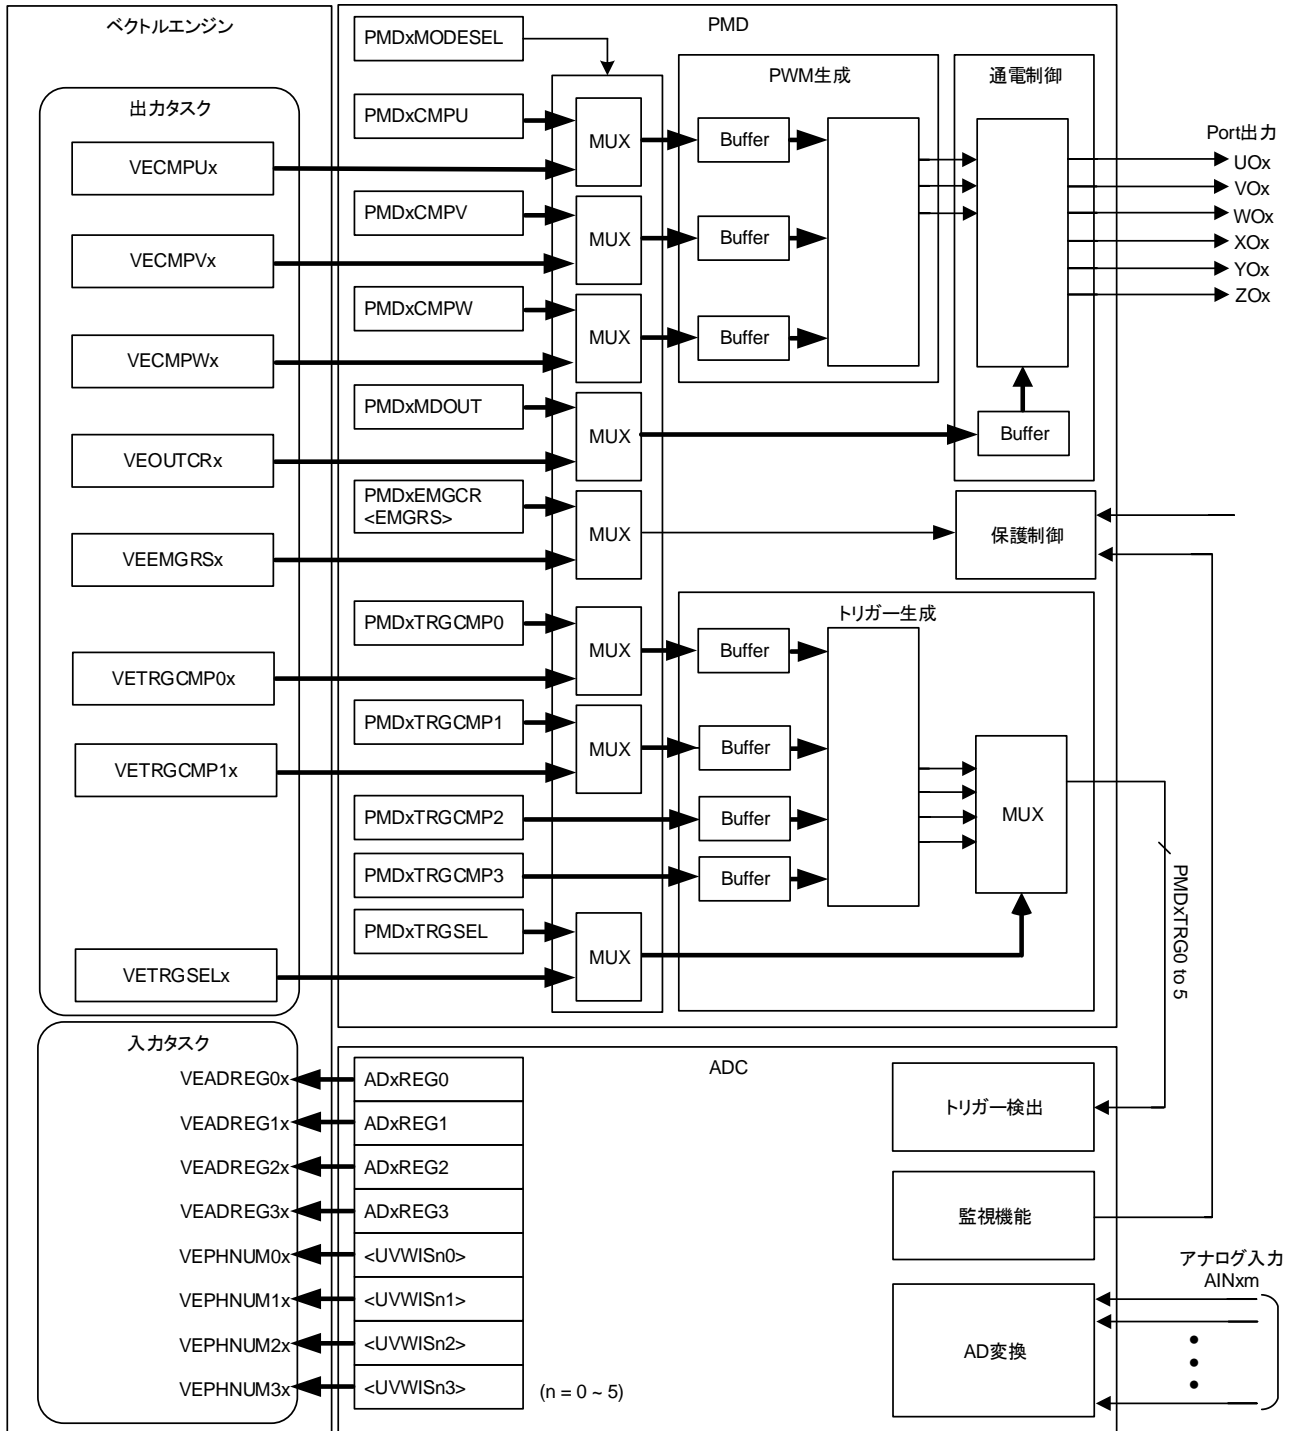 ベクトルエンジン
出力タスク
VECMPUx
VECMPVx
VECMPWx
VEOUTCRx
VEEMGRSx
VETRGCMP0x
VETRGCMP1x
VETRGSELx
入力タスク
VEADREG0x
VEADREG1x
VEADREG2x
VEADREG3x
VEPHNUM0x
VEPHNUM1x
VEPHNUM2x
VEPHNUM3x
PMD
PMDxMODESEL
PMDxCMPU
PMDxCMPV
PMDxCMPW
PMDxMDOUT
PMDxEMGCR
<EMGRS>
PMDxTRGCMP0
PMDxTRGCMP1
PMDxTRGCMP2
PMDxTRGCMP3
PMDxTRGSEL
MUX
MUX
MUX
MUX
MUX
MUX
MUX
MUX
PWM生成
Buffer
Buffer
Buffer
通電制御
Buffer
保護制御
トリガー生成
Buffer
Buffer
Buffer
Buffer
MUX
Port出力
UOx
VOx
WOx
XOx
YOx
ZOx
PMDxTRG0 to 5
ADC
ADxREG0
ADxREG1
ADxREG2
ADxREG3
<UVWISn0>
<UVWISn1>
<UVWISn2>
<UVWISn3>
(n = 0 ~ 5)
トリガー検出
監視機能
AD変換
アナログ入力
AINxm